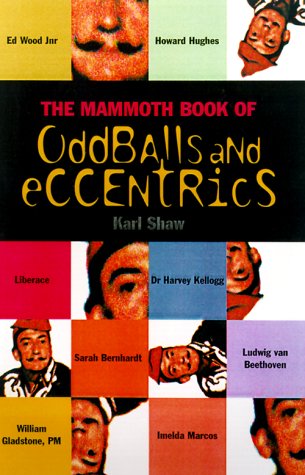 Ed Wood Jnr
Howard Hughes
THE MAMMOTH BOOK OF
OddBAlls and
eCCENTRiCS
Karl Shaw
Liberace
Dr Harvey Kellogg
Sarah Bernhardt
Ludwig van
Beethoven
William
Gladstone, PM
Imelda Marcos